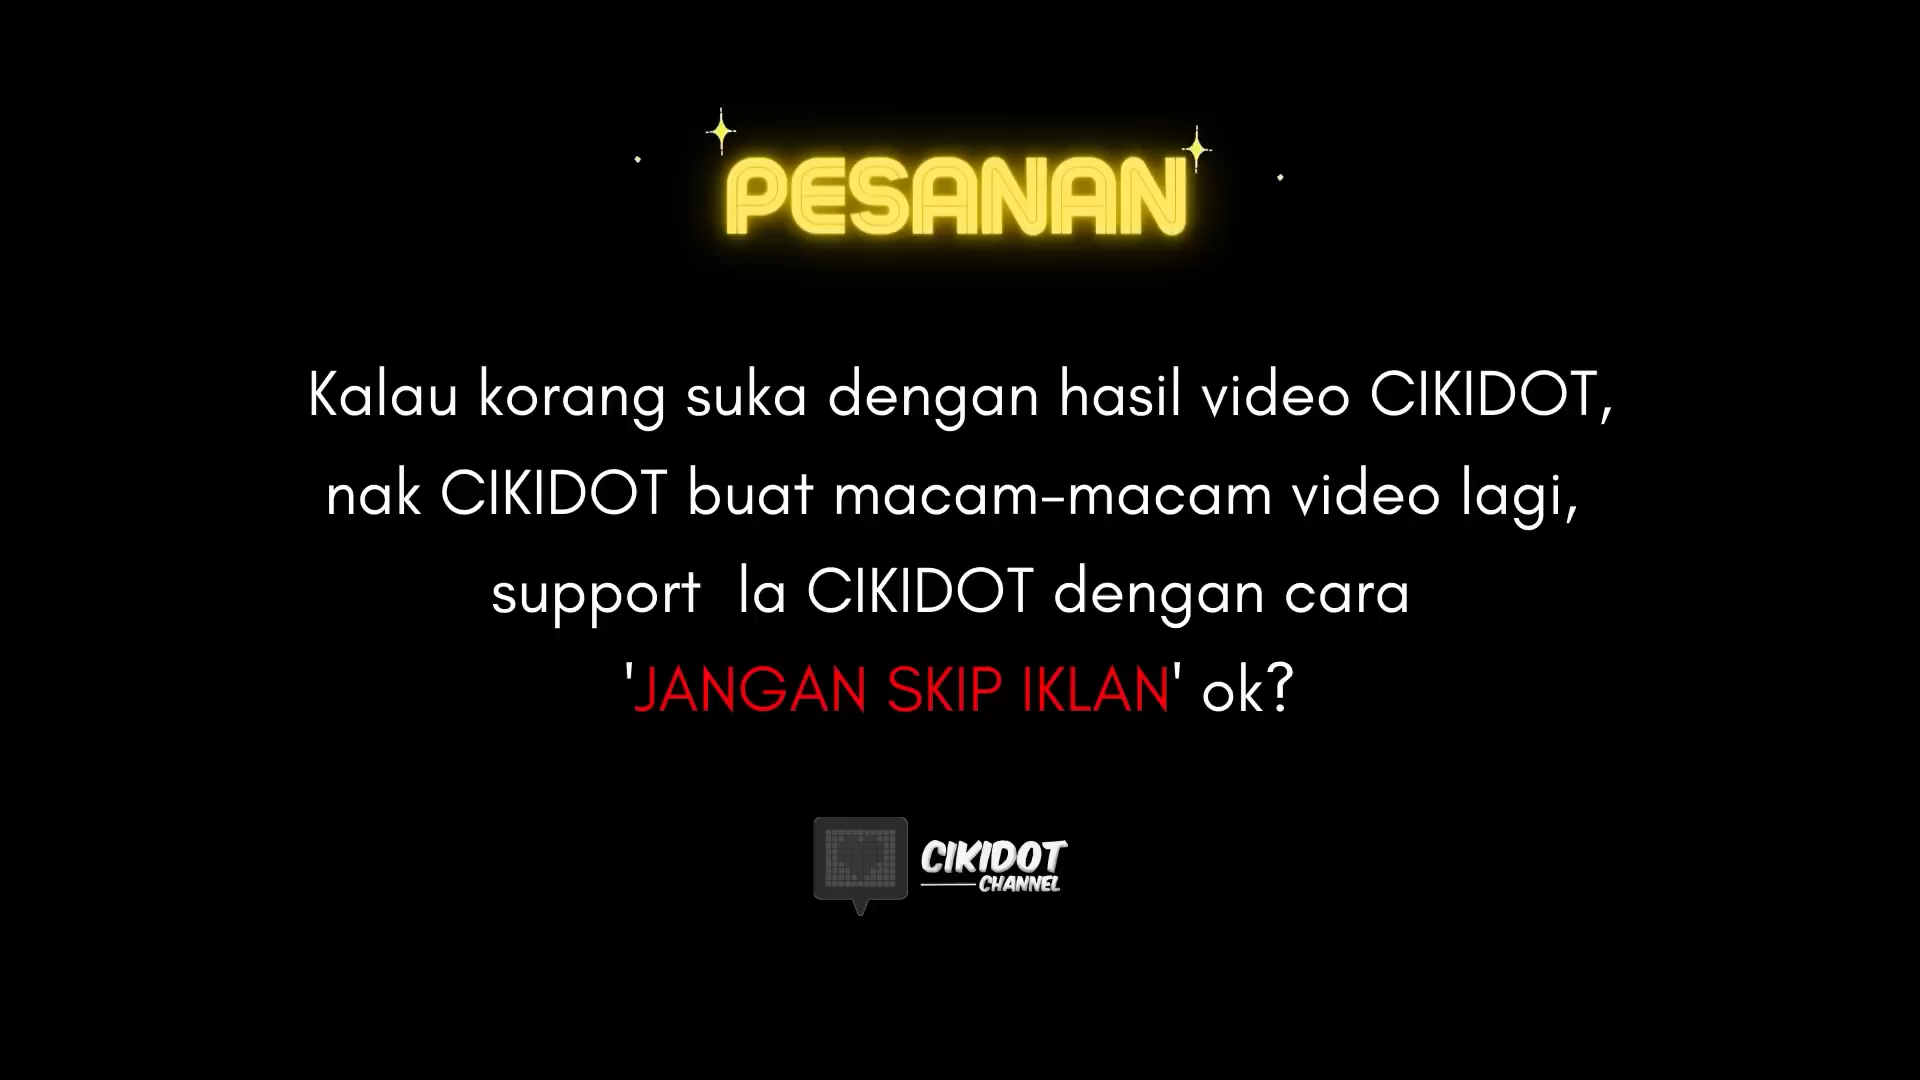 PESANAN
Kalau korang suka dengan hasil video CIKIDOT,
nak CIKIDOT buat macam-macam video lagi,
support la CIKIDOT dengan cara
'JANGAN SKIP IKLAN' ok?
CIKIDOT
CHANNEL